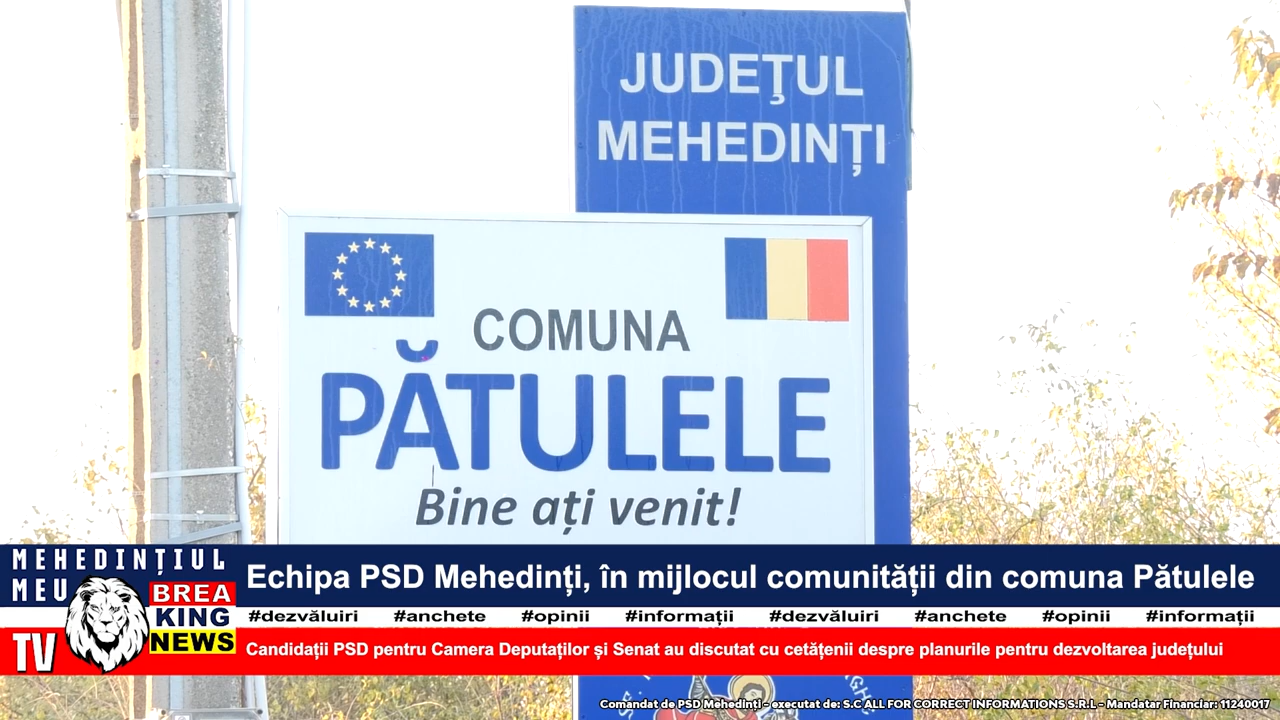 JUDEŢUL
MEHEDINȚI
COMUNA
PĂTULELE
Bine ați venit!
MEHEDINȚIUL
MEU
BREA
KING
NEWS
TV
Echipa PSD Mehedinți, în mijlocul comunității din comuna Pătulele
#dezvăluiri #anchete #opinii #informații #dezvăluiri #anchete #opinii #informații
Candidații PSD pentru Camera Deputaților și Senat au discutat cu cetățenii despre planurile pentru dezvoltarea județului
Comandat de PSD Mehedinți - executat de: S.C ALL FOR CORRECT INFORMATIONS S.R.L - Mandatar Financiar: 11240017